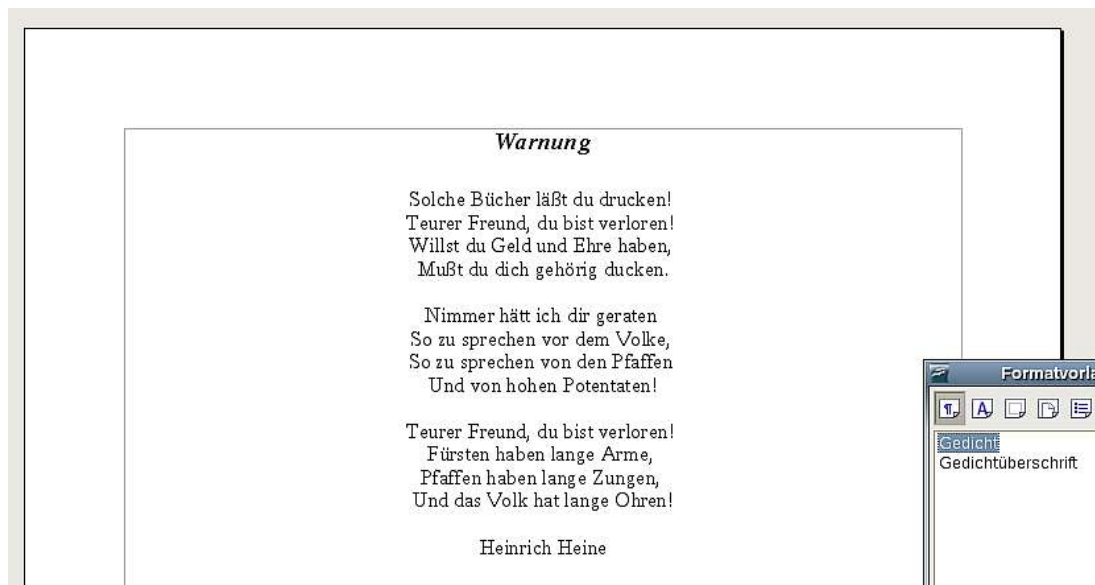 Warnung
Solche Bücher läßt du drucken!
Teurer Freund, du bist verloren!
Willst du Geld und Ehre haben,
Mußt du dich gehörig ducken.
Nimmer hätt ich dir geraten
So zu sprechen vor dem Volke,
So zu sprechen von den Pfaffen
Und von hohen Potentaten!
Teurer Freund, du bist verloren!
Fürsten haben lange Arme,
Pfaffen haben lange Zungen,
Und das Volk hat lange Ohren!
Heinrich Heine
Formatvorla
Gedicht
Gedichtüberschrift